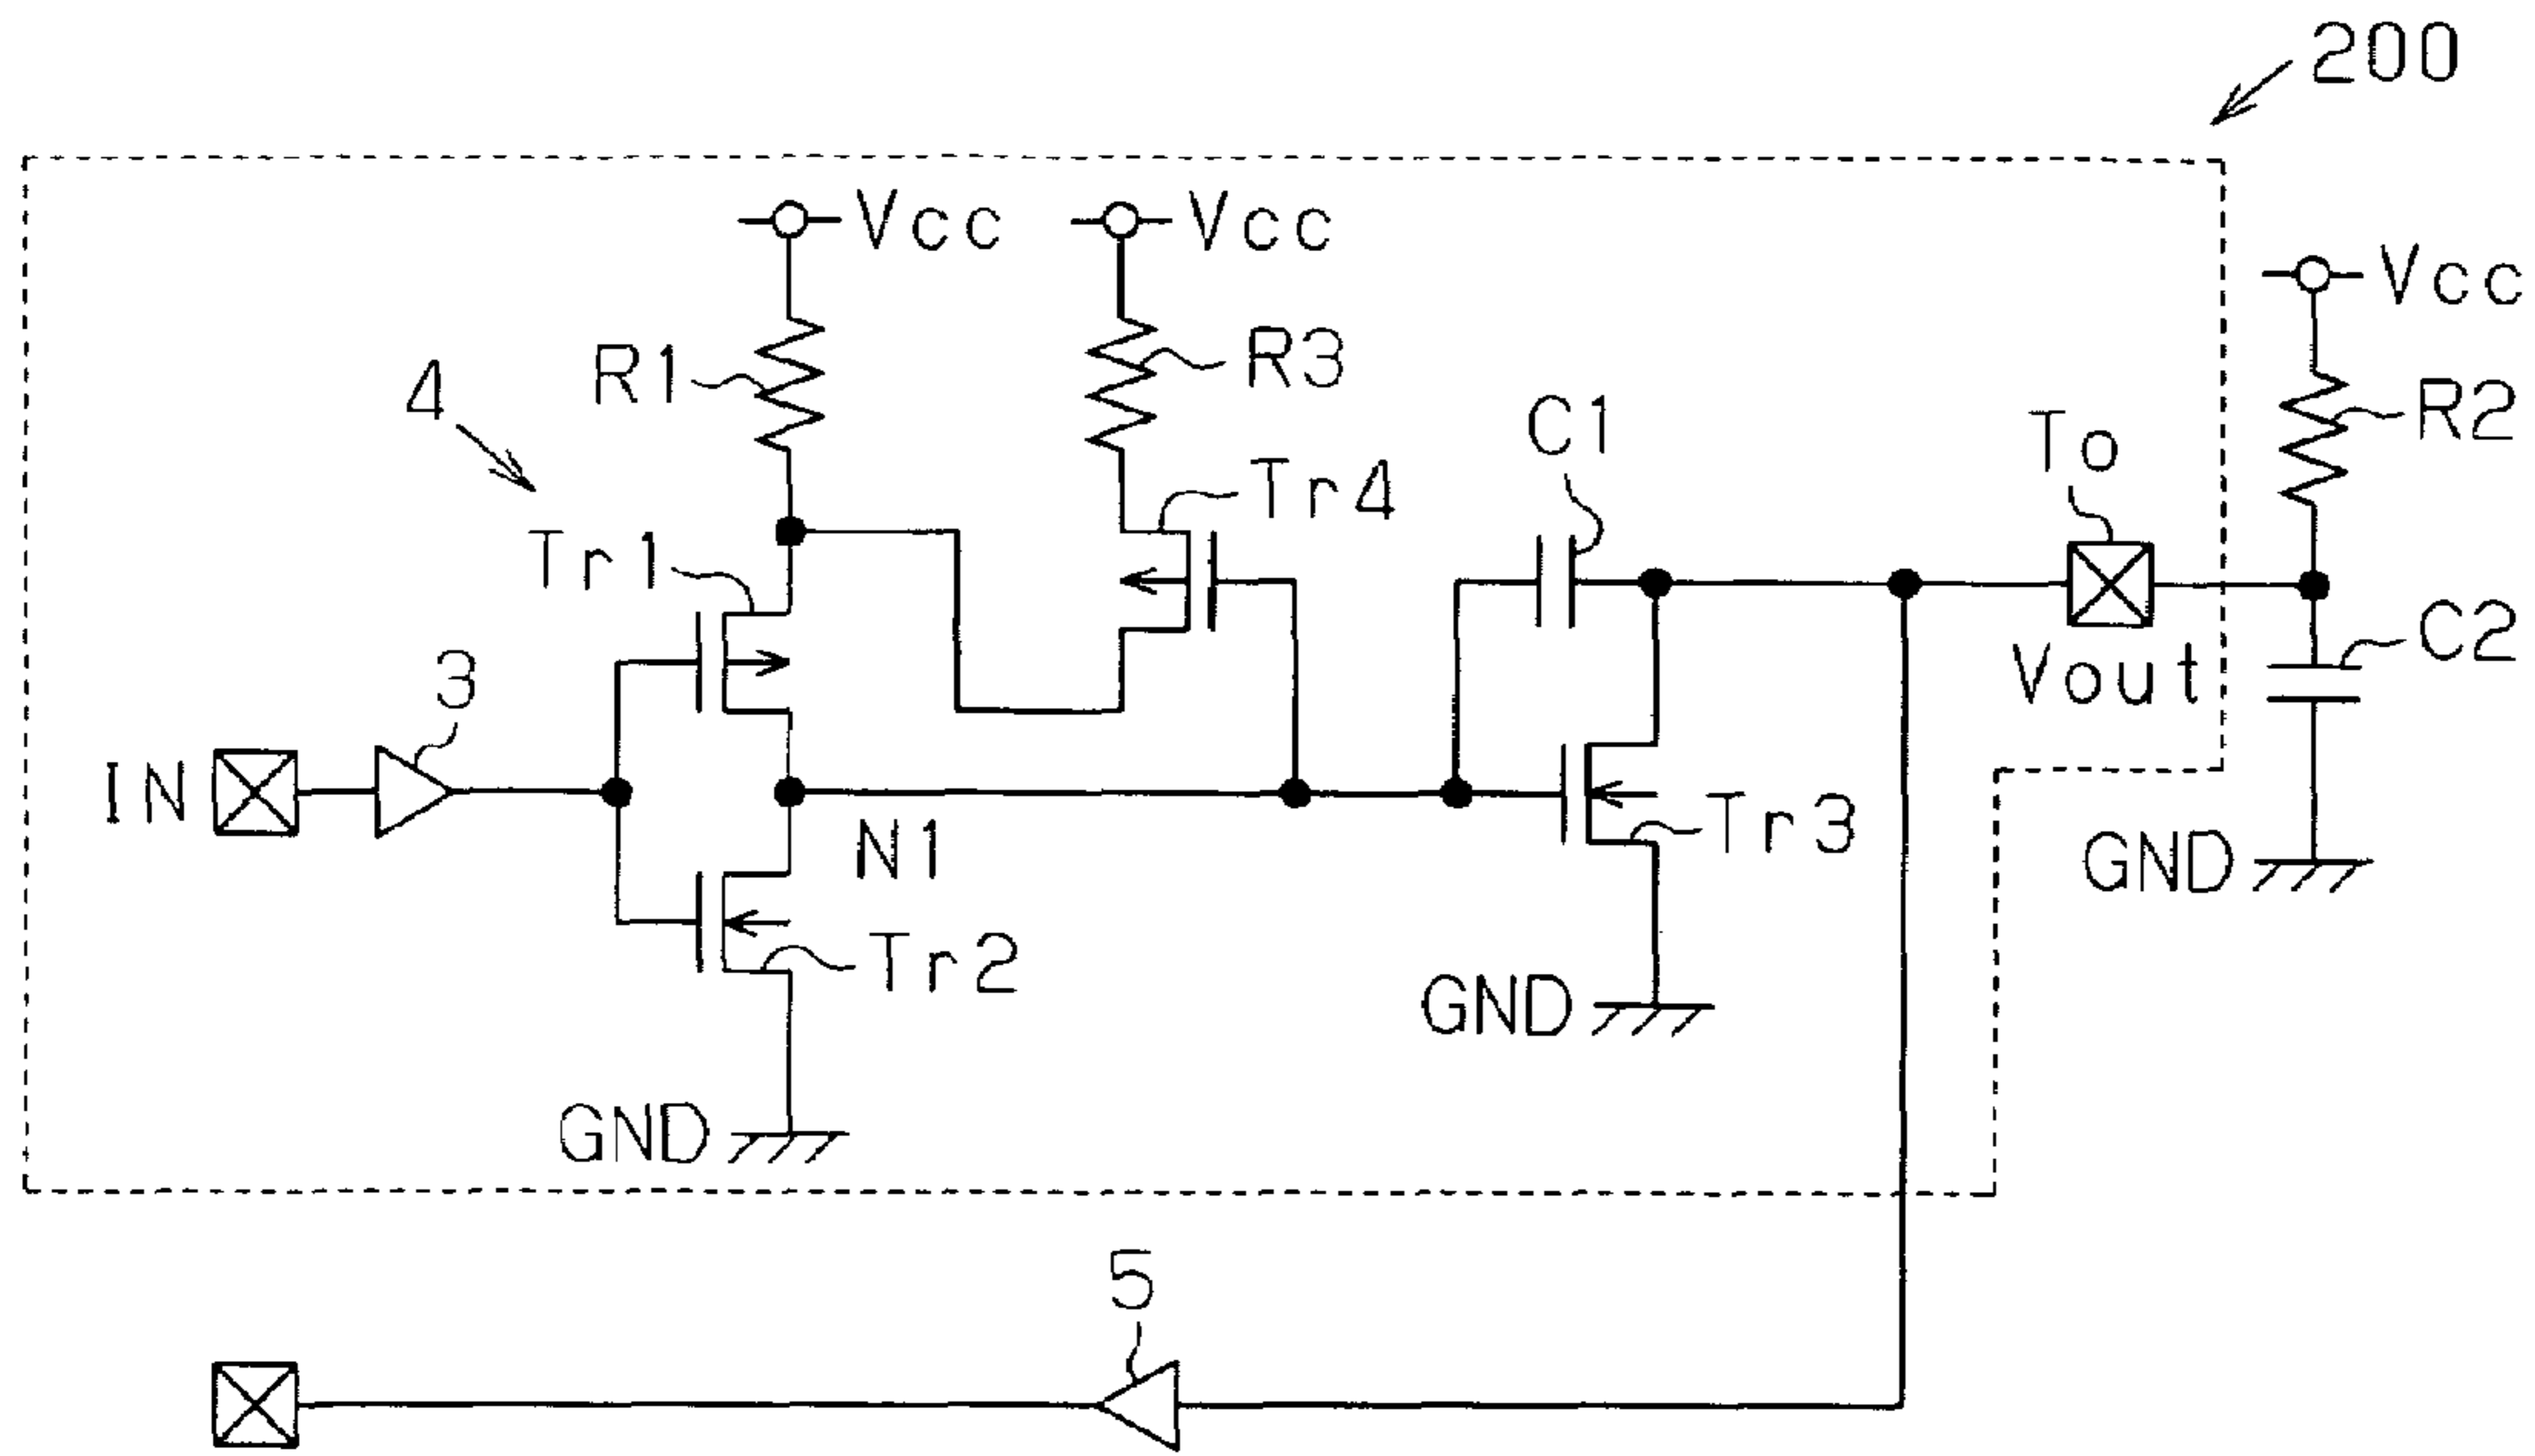 200
Vcc
Vcc
Vcc
R1
R3
R2
4
C1
To
Tr4
Tr1
C2
3
Vout
IN
Tr3
N1
GND
Tr2
GND
GND
5